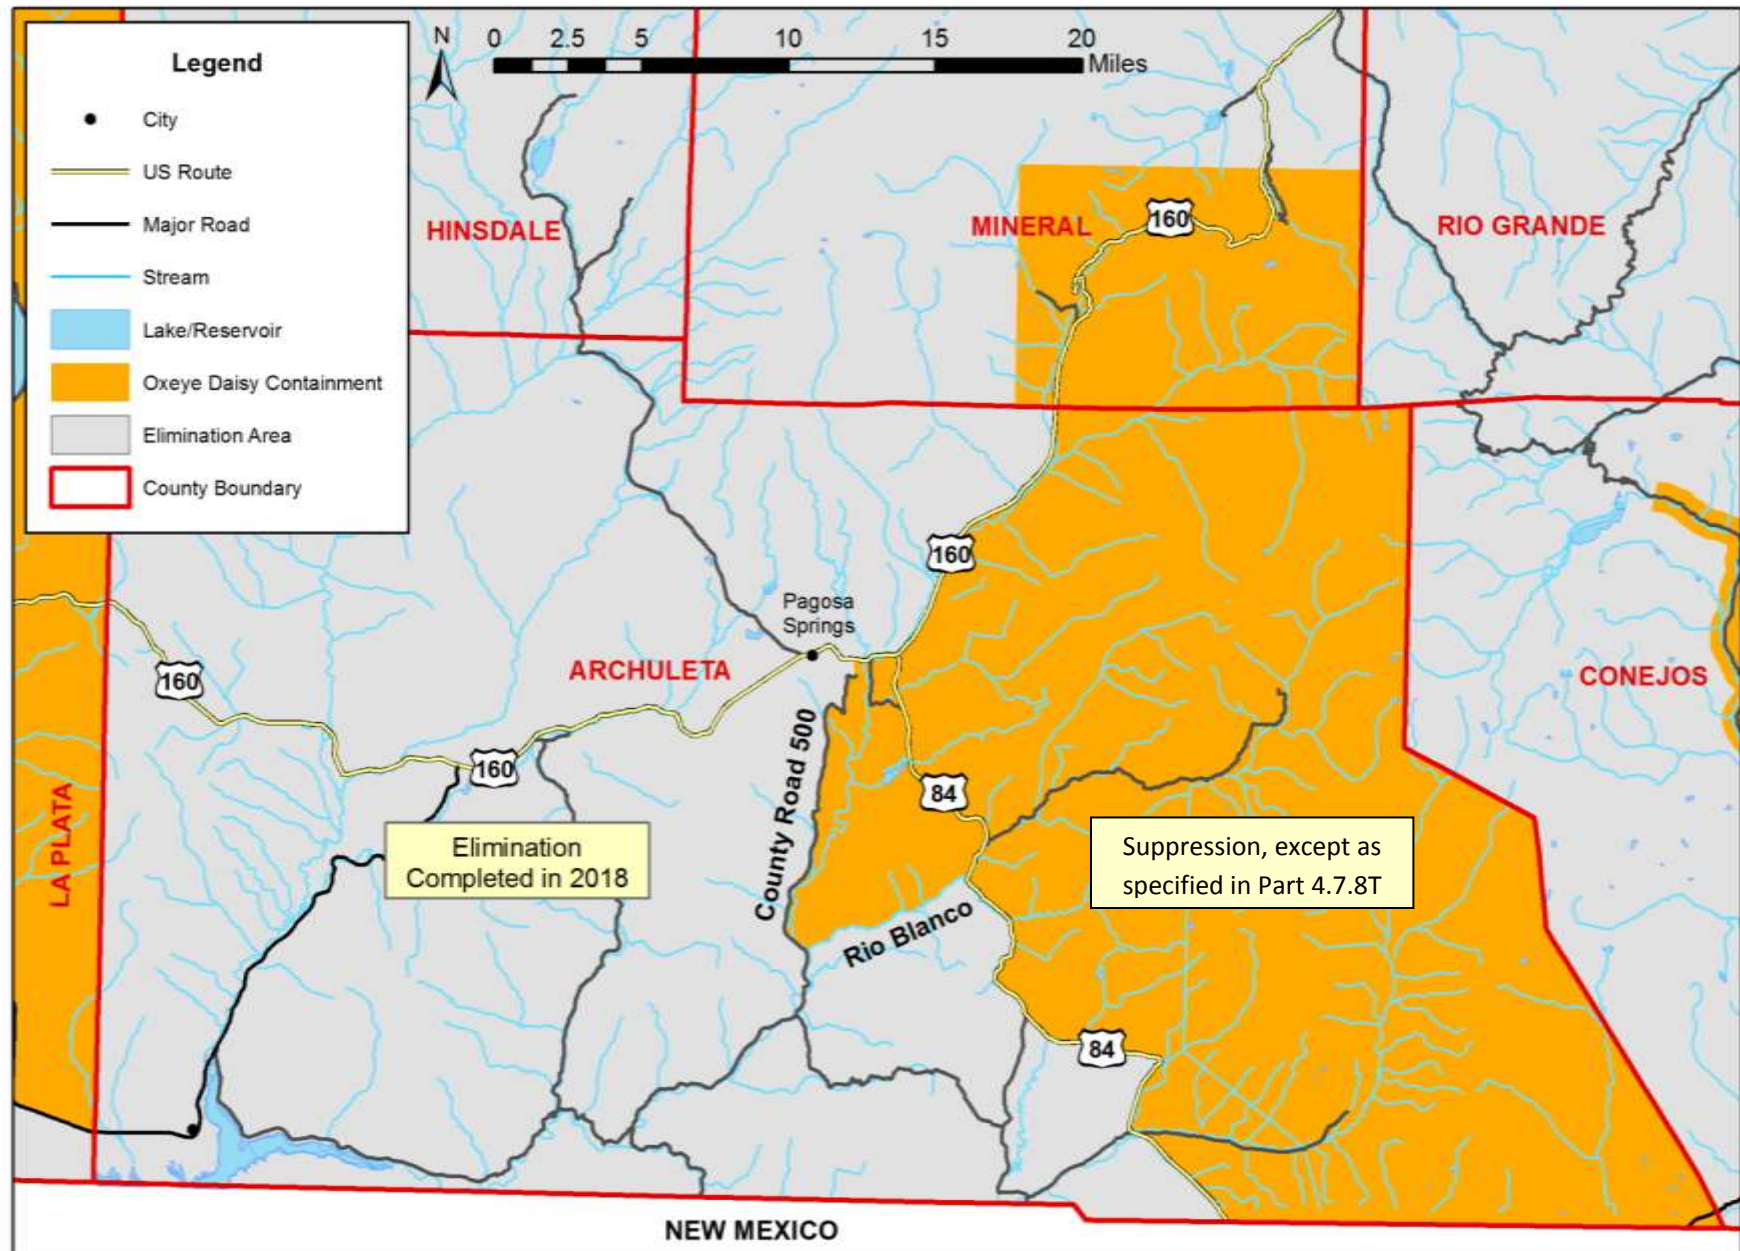 Legend
City
US Route
Major Road
Stream
Lake/Reservoir
Oxeye Daisy Containment
Elimination Area
County Boundary
N
0 2.5 5 10 15 20
Miles
HINSDALE
MINERAL
160
RIO GRANDE
160
Pagosa
Springs
ARCHULETA
160
CONEJOS
160
84
County Road 500
LA PLATA
Elimination
Completed in 2018
Suppression, except as
specified in Part 4.7.8T
Rio Blanco
84
NEW MEXICO